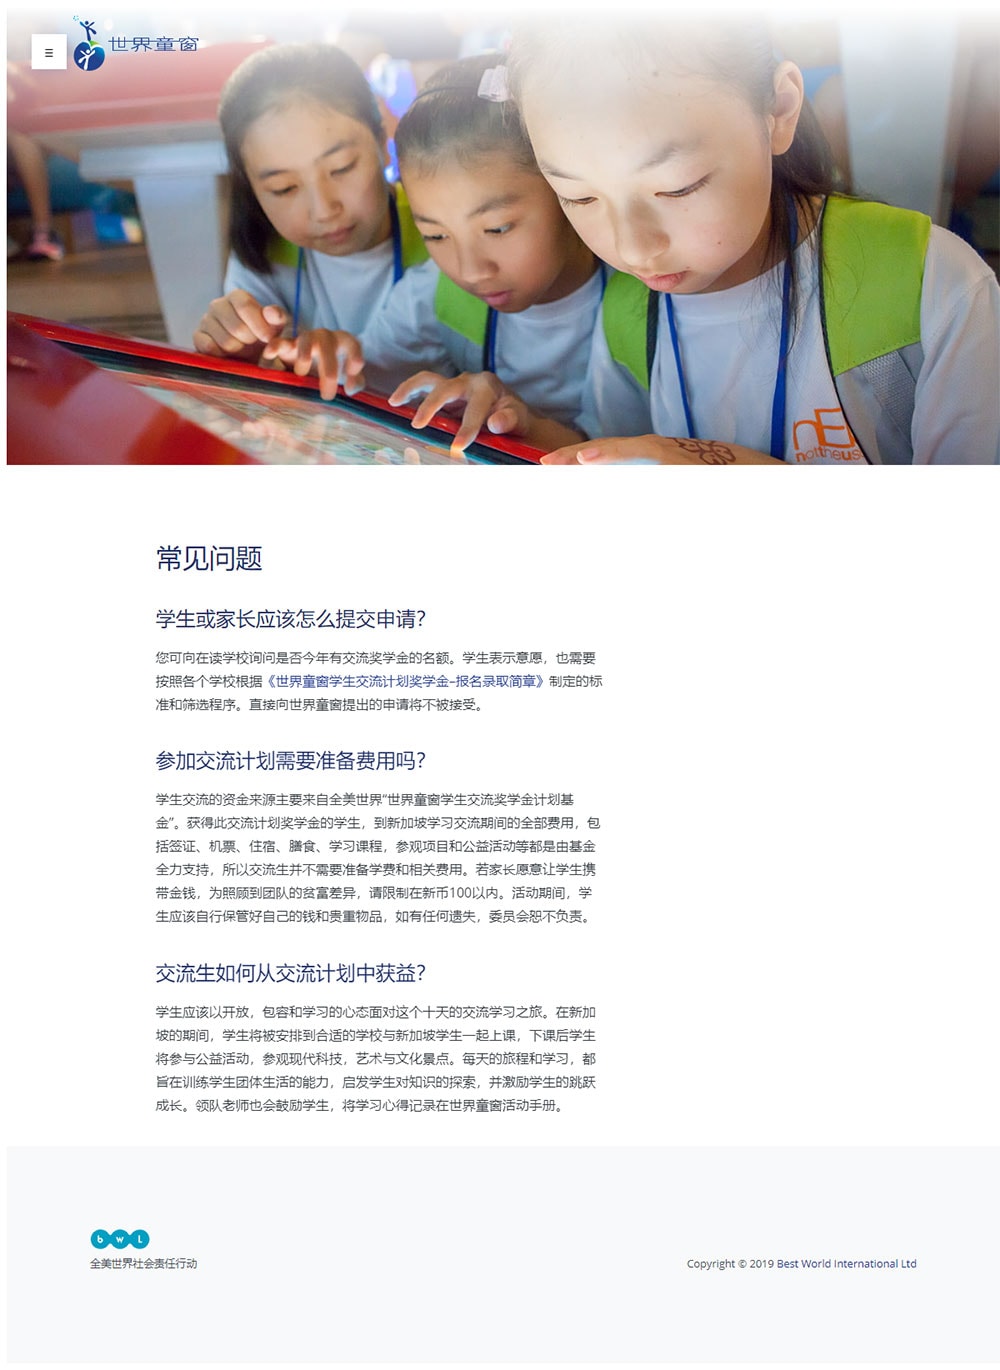 ☰
世界童窗
nE
nottheus
常见问题
学生或家长应该怎么提交申请?
您可向在读学校询问是否今年有交流奖学金的名额。学生表示意愿，也需要
按照各个学校根据《世界童窗学生交流计划奖学金-报名录取简章》制定的标
准和筛选程序。直接向世界童窗提出的申请将不被接受。
参加交流计划需要准备费用吗?
学生交流的资金来源主要来自全美世界“世界童窗学生交流奖学金计划基
金”。获得此交流计划奖学金的学生，到新加坡学习交流期间的全部费用，包
括签证、机票、住宿、膳食、学习课程，参观项目和公益活动等都是由基金
全力支持，所以交流生并不需要准备学费和相关费用。若家长愿意让学生携
带金钱，为照顾到团队的贫富差异，请限制在新币100以内。活动期间，学
生应该自行保管好自己的钱和贵重物品，如有任何遗失，委员会恕不负责。
交流生如何从交流计划中获益?
学生应该以开放，包容和学习的心态面对这个十天的交流学习之旅。在新加
坡的期间，学生将被安排到合适的学校与新加坡学生一起上课，下课后学生
将参与公益活动，参观现代科技，艺术与文化景点。每天的旅程和学习，都
旨在训练学生团体生活的能力，启发学生对知识的探索，并激励学生的跳跃
成长。领队老师也会鼓励学生，将学习心得记录在世界童窗活动手册。
bWL
全美世界社会责任行动
Copyright © 2019 Best World International Ltd